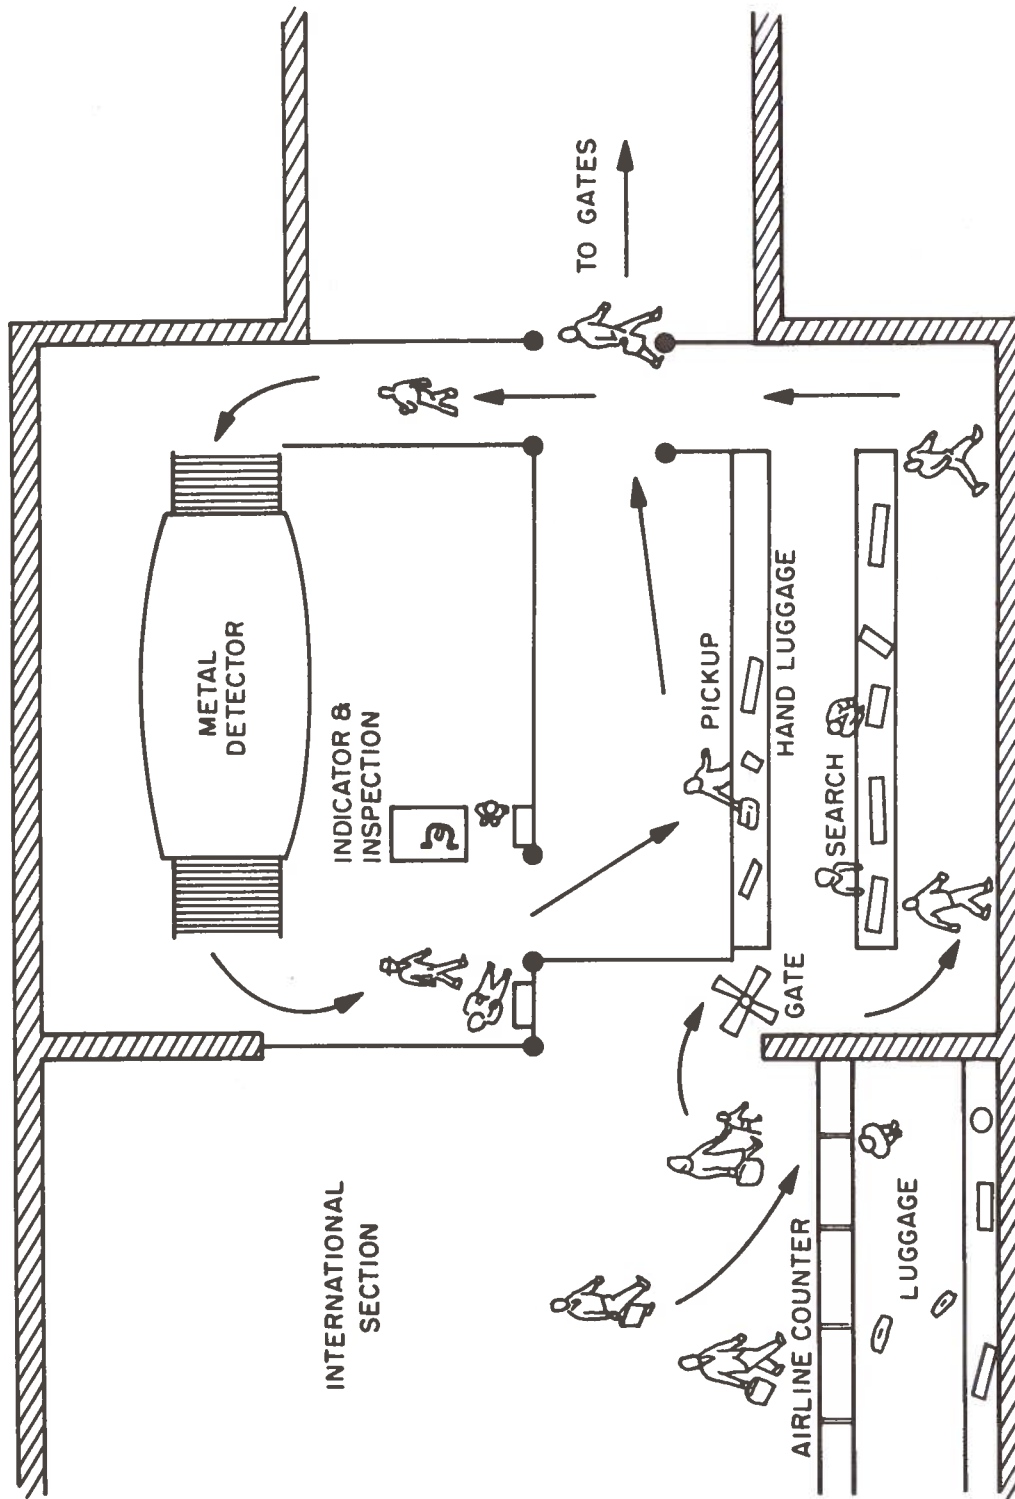 TO GATES
METAL
DETECTOR
INDICATOR &
INSPECTION
PICKUP
HAND LUGGAGE
SEARCH
GATE
INTERNATIONAL
SECTION
AIRLINE COUNTER
LUGGAGE